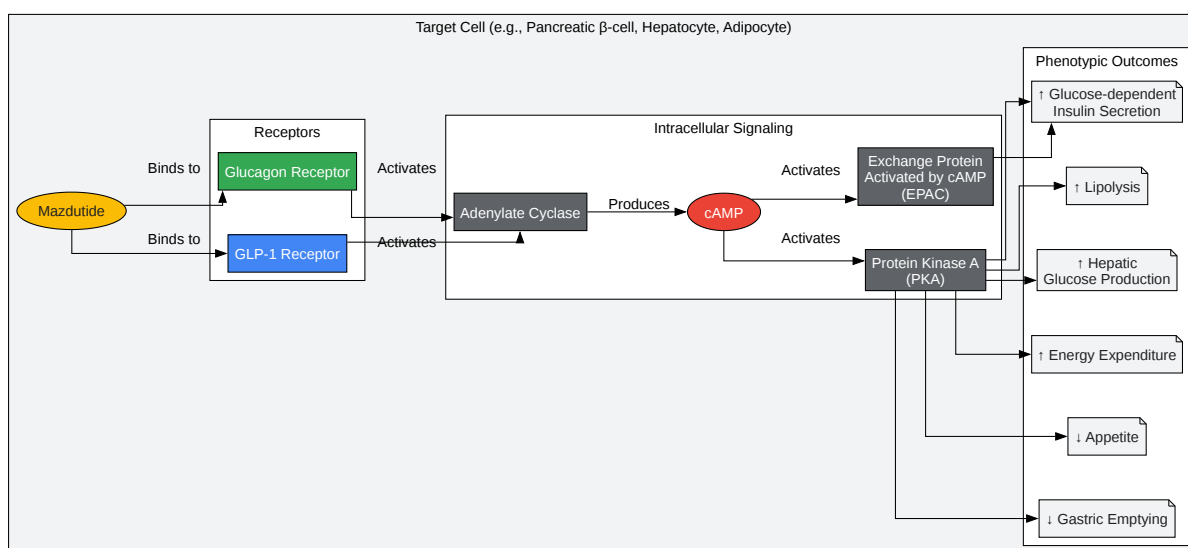 Target Cell (e.g., Pancreatic β-cell, Hepatocyte, Adipocyte)
Mazdutide
Binds to
Binds to
Receptors
Glucagon Receptor
GLP-1 Receptor
Activates
Activates
Intracellular Signaling
Adenylate Cyclase
Produces
cAMP
Activates
Activates
Exchange Protein
Activated by cAMP
(EPAC)
Protein Kinase A
(PKA)
Phenotypic Outcomes
↑ Glucose-dependent
Insulin Secretion
↑ Lipolysis
↑ Hepatic
Glucose Production
↑ Energy Expenditure
↓ Appetite
↓ Gastric Emptying